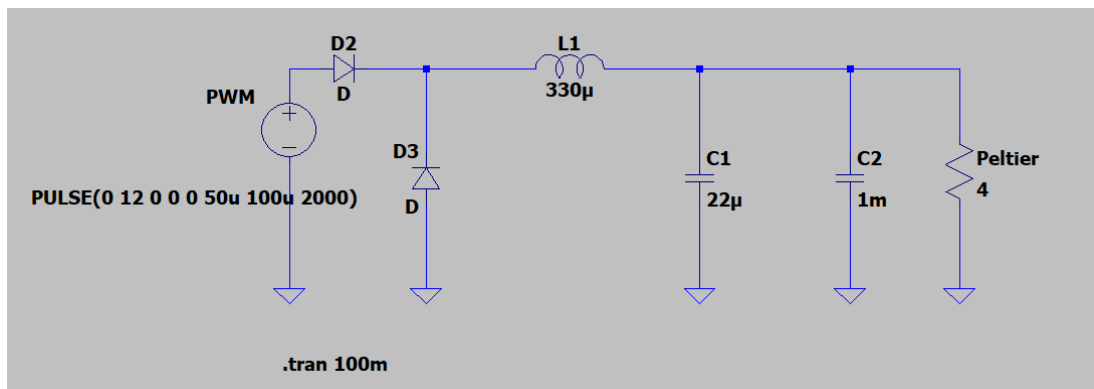 D2
L1
D
330µ
PWM
+
−
D3
D
C1
22µ
C2
1m
Peltier
4
PULSE(0 12 0 0 0 50u 100u 2000)
.tran 100m